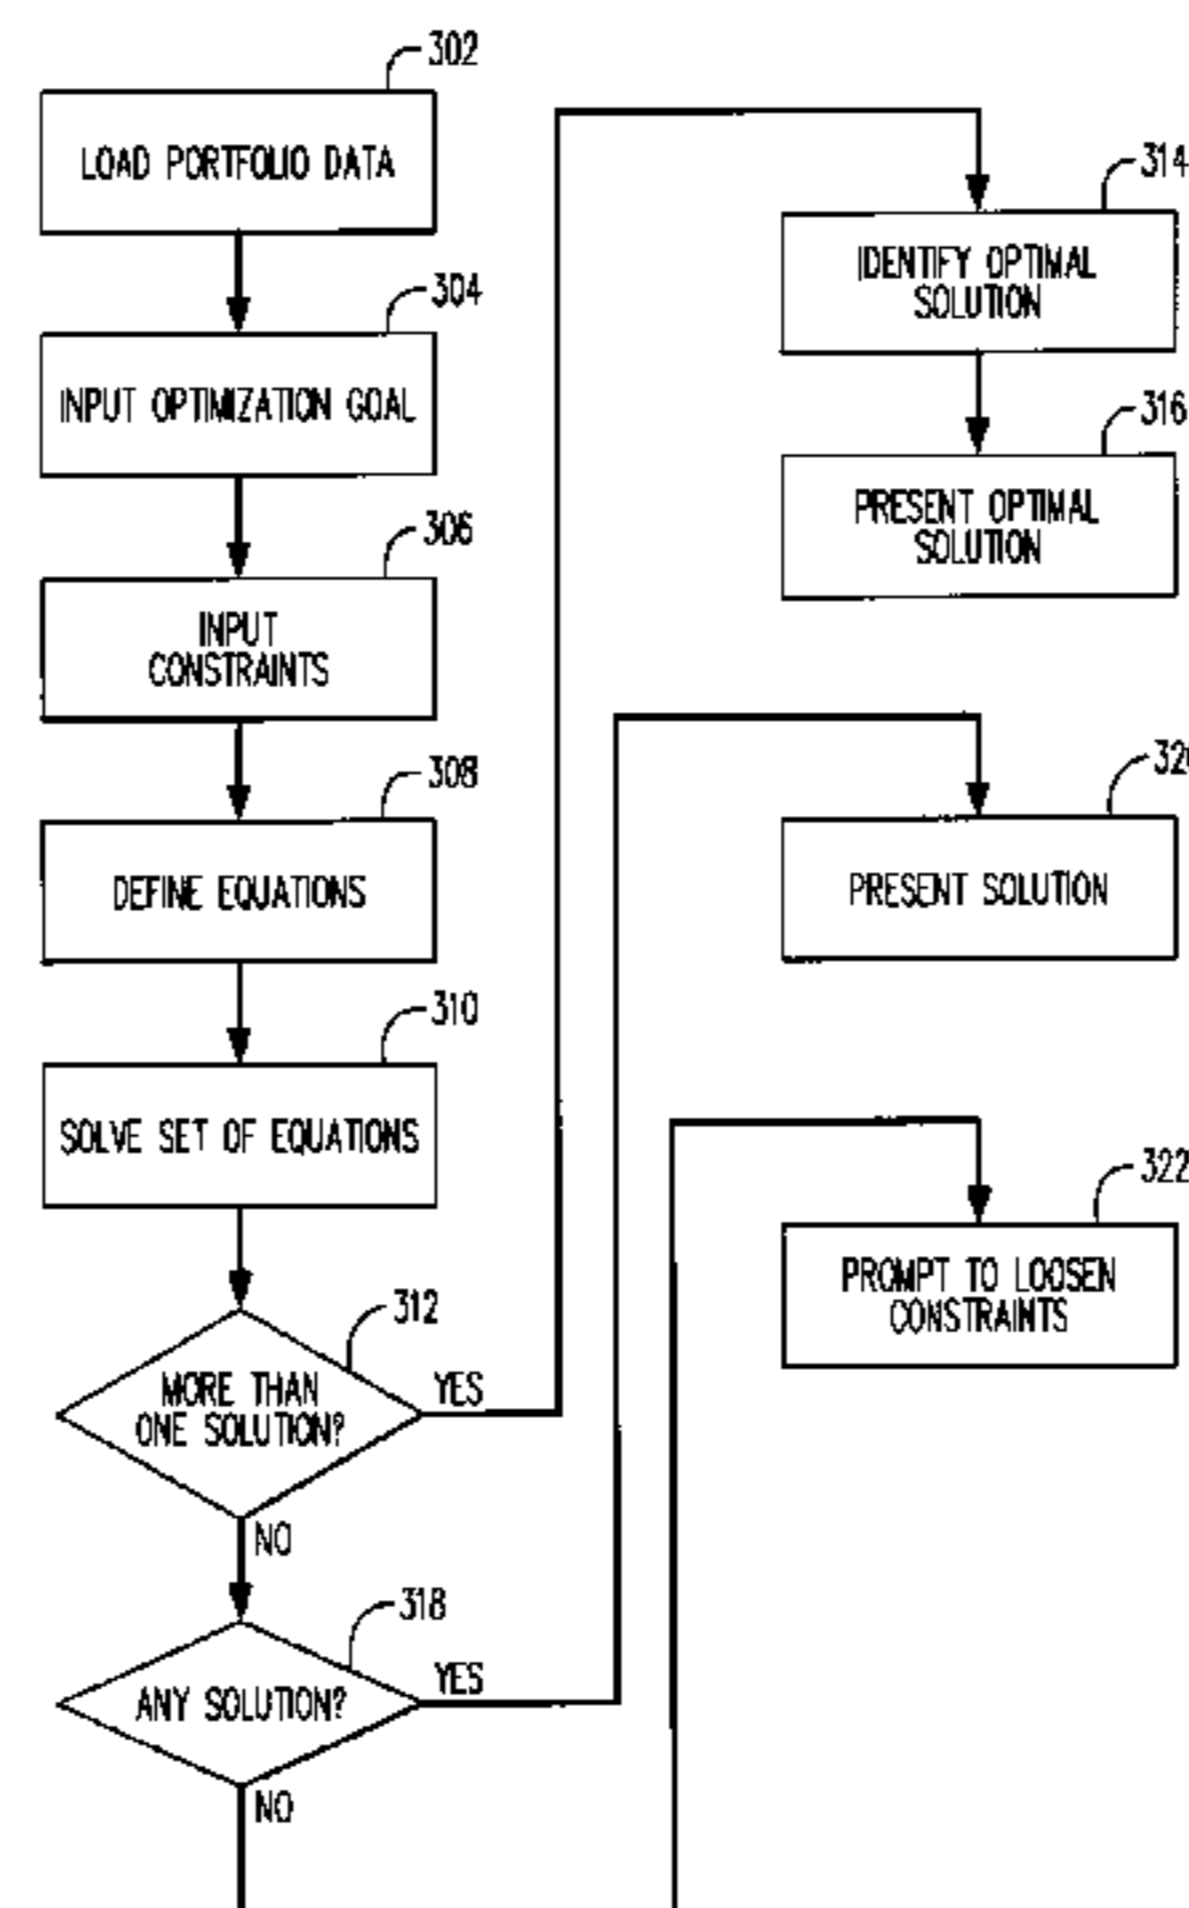 302
LOAD PORTFOLIO DATA
304
INPUT OPTIMIZATION GOAL
306
INPUT
CONSTRAINTS
308
DEFINE EQUATIONS
310
SOLVE SET OF EQUATIONS
312
MORE THAN
ONE SOLUTION?
YES
NO
318
ANY SOLUTION?
YES
NO
314
IDENTIFY OPTIMAL
SOLUTION
316
PRESENT OPTIMAL
SOLUTION
PRESENT SOLUTION
322
PROMPT TO LOOSEN
CONSTRAINTS